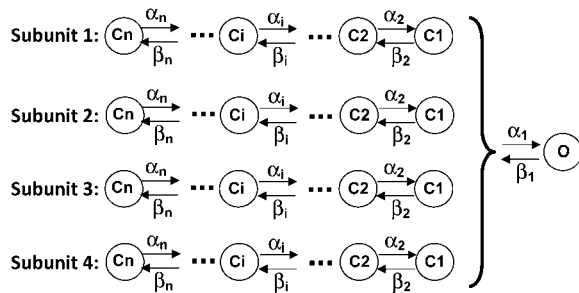 αn αi α2
Subunit 1: Cn ··· Ci ··· C2 C1
βn βi β2
αn αi α2
Subunit 2: Cn ··· Ci ··· C2 C1
βn βi β2
α1
O
β1
αn αi α2
Subunit 3: Cn ··· Ci ··· C2 C1
βn βi β2
αn αi α2
Subunit 4: Cn ··· Ci ··· C2 C1
βn βi β2